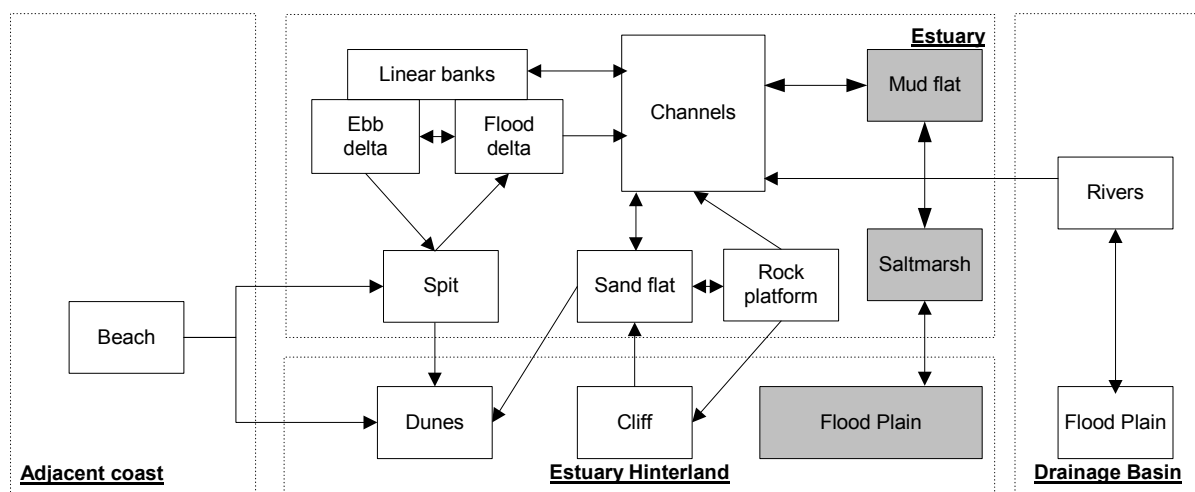 Estuary
Linear banks
Ebb
delta
Flood
delta
Channels
Mud flat
Rivers
Spit
Sand flat
Rock
platform
Saltmarsh
Beach
Dunes
Cliff
Flood Plain
Flood Plain
Adjacent coast
Estuary Hinterland
Drainage Basin